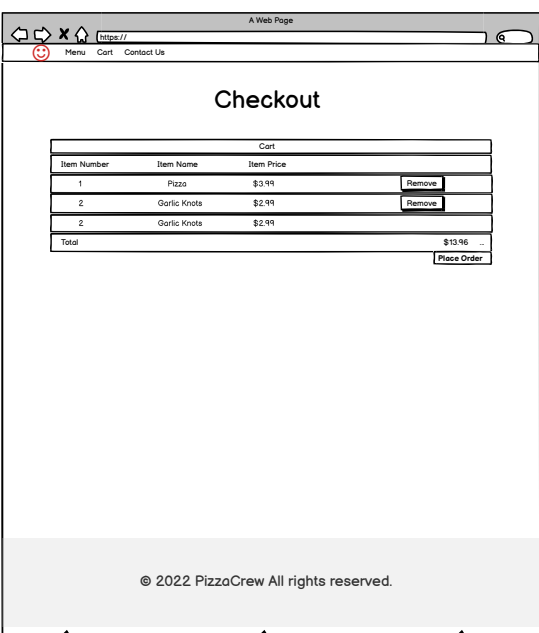 A Web Page
https://
Menu Cart Contact Us
Checkout
Cart
Item Number Item Name Item Price
1 Pizza $3.99 Remove
2 Garlic Knots $2.99 Remove
2 Garlic Knots $2.99
Total $13.96 ...
Place Order
© 2022 PizzaCrew All rights reserved.